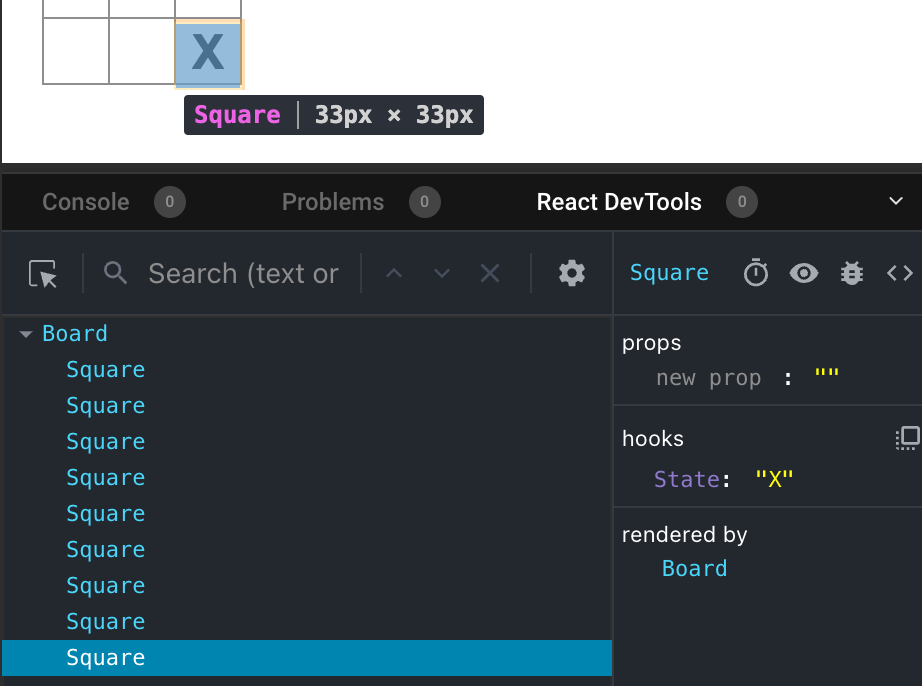 X
Square | 33px × 33px
Console 0 Problems 0 React DevTools 0
Search (text or
Square
Board
Square
Square
Square
Square
Square
Square
Square
Square
Square
props
new prop : ""
hooks
State: "X"
rendered by
Board